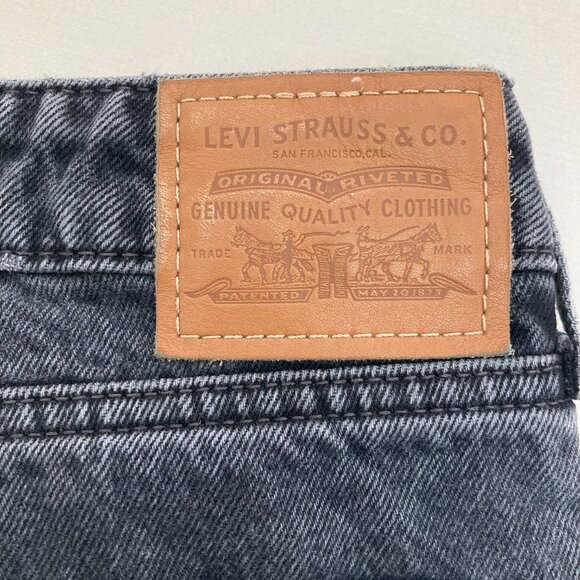 LEVI STRAUSS & CO.
SAN FRANCISCO, CAL.
ORIGINAL RIVETED
GENUINE QUALITY CLOTHING
TRADE MARK
PATENTED MAY 20 1873